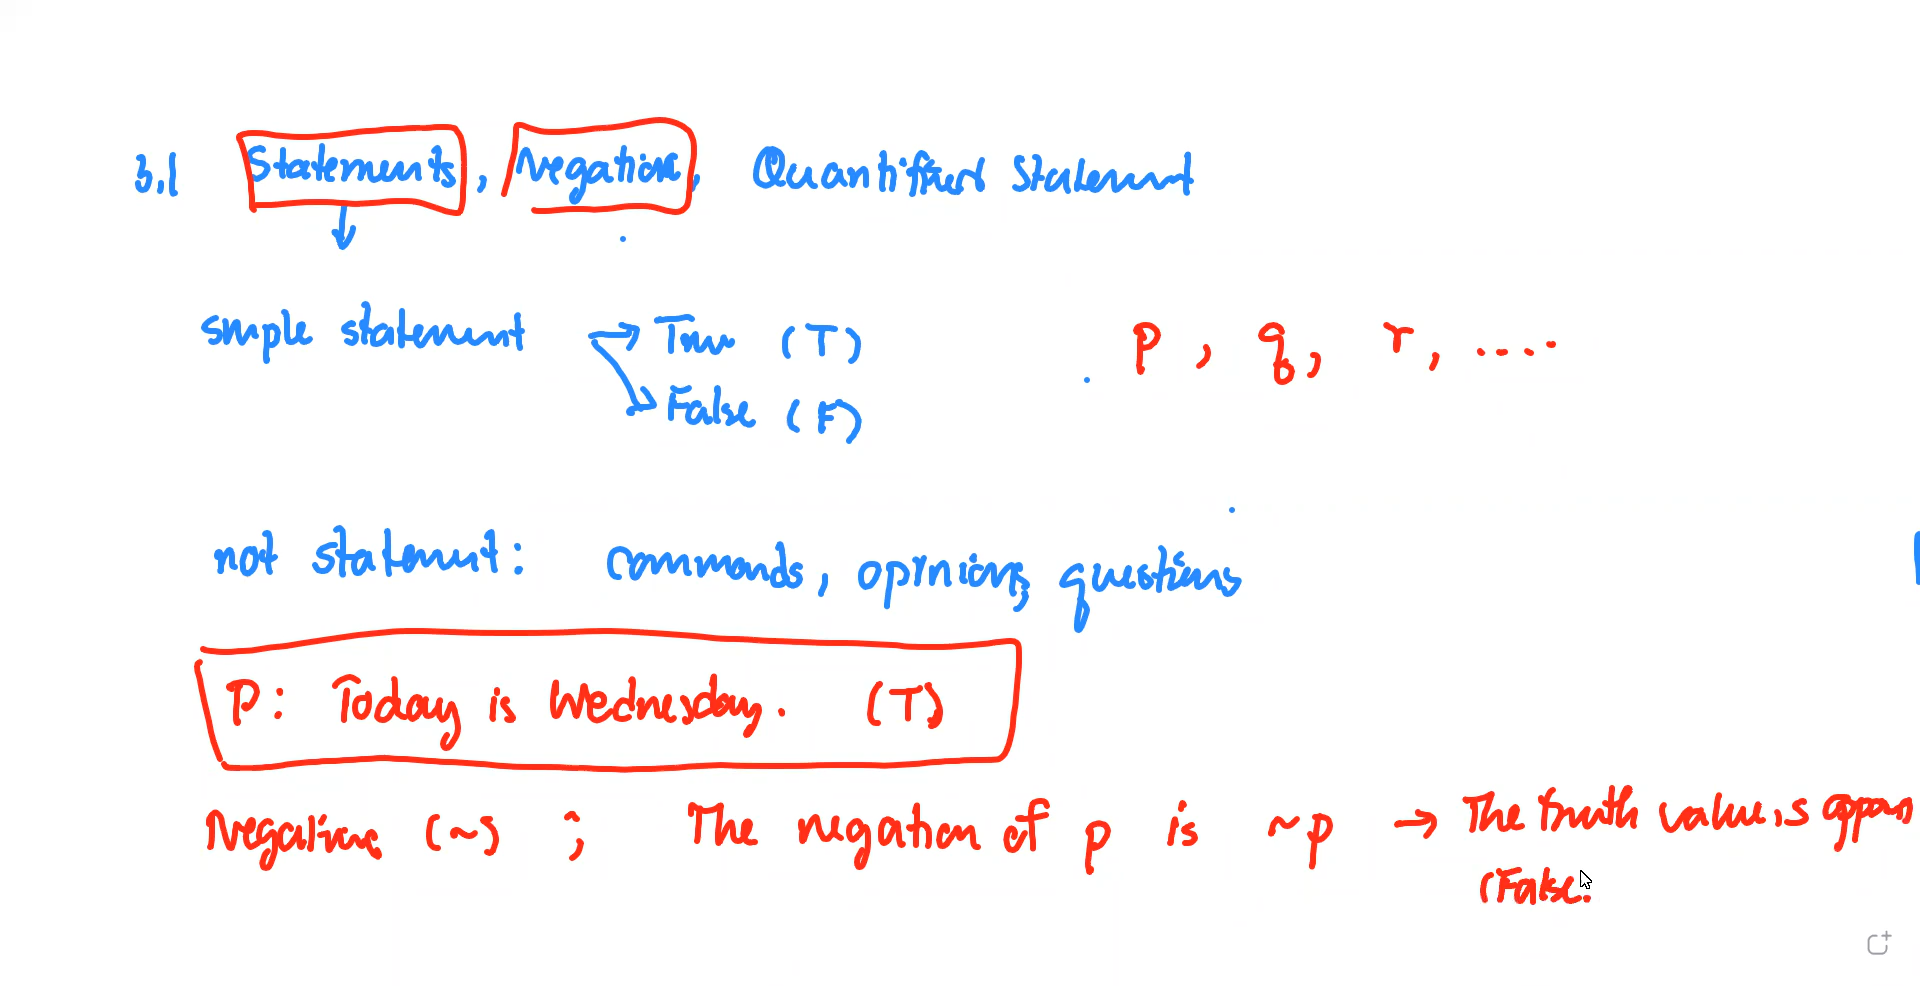 3.1 Statements, Negation, Quantified Statement
simple statement → True (T)
p, q, r, ....
→ False (F)
not statement: commands, opinions, questions
P: Today is Wednesday. (T)
Negation (~) ; The negation of p is ~p → The truth value is
(False.